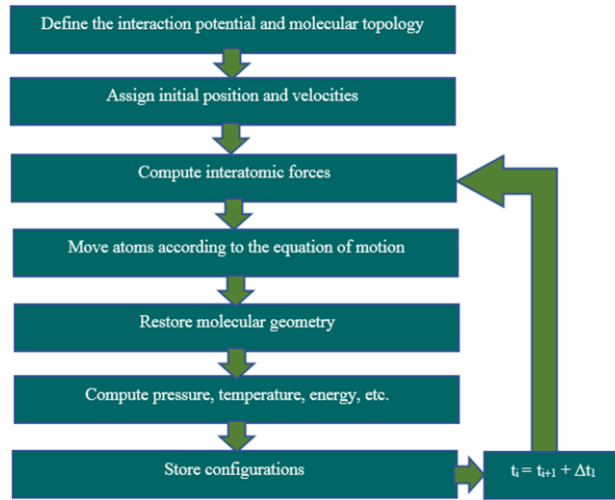 Define the interaction potential and molecular topology
Assign initial position and velocities
Compute interatomic forces
Move atoms according to the equation of motion
Restore molecular geometry
Compute pressure, temperature, energy, etc.
Store configurations
tᵢ = tᵢ₊₁ + Δt₁